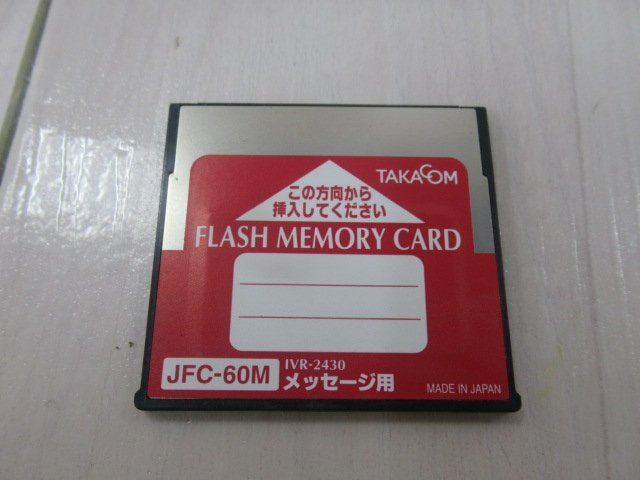 TAKACOM
この方向から
挿入してください
FLASH MEMORY CARD
JFC-60M
IVR-2430
メッセージ用
MADE IN JAPAN